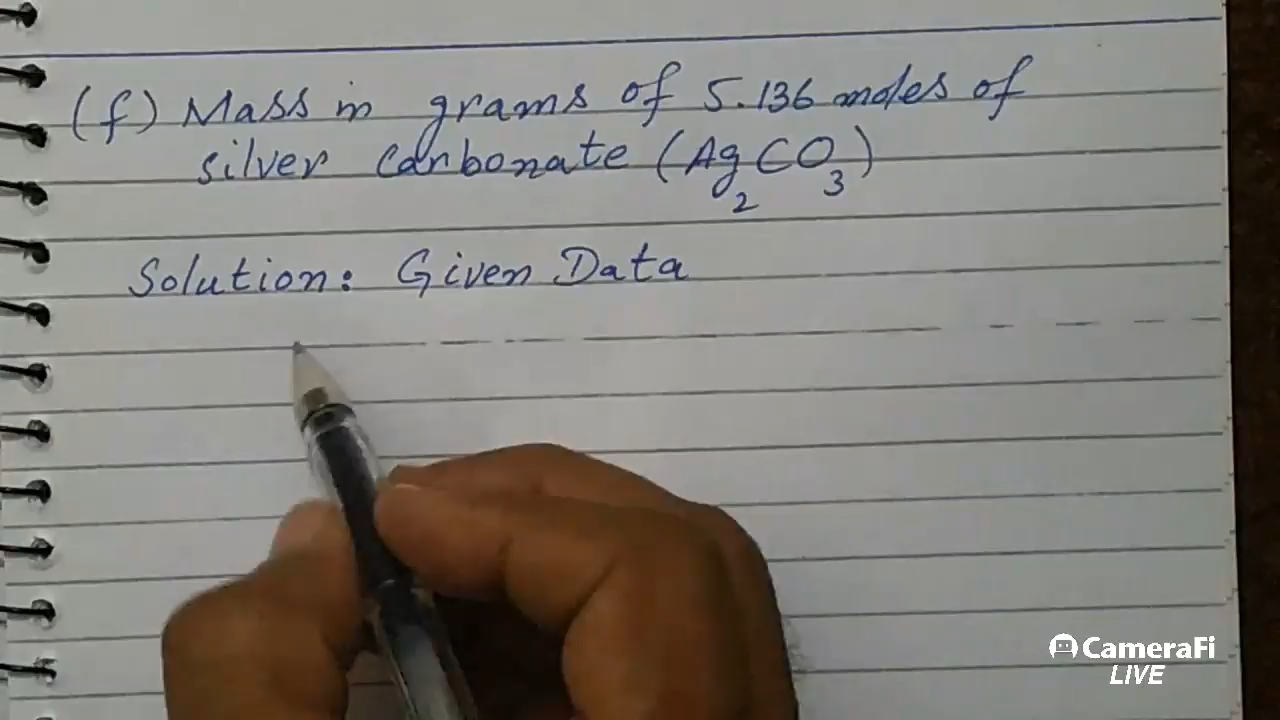 (f) Mass in grams of 5.136 moles of
silver carbonate (Ag₂CO₃)
Solution: Given Data
CameraFi
LIVE